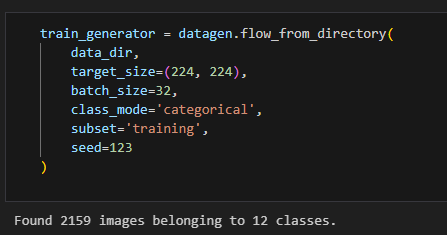 train_generator = datagen.flow_from_directory(
    data_dir,
    target_size=(224, 224),
    batch_size=32,
    class_mode='categorical',
    subset='training',
    seed=123
)
Found 2159 images belonging to 12 classes.